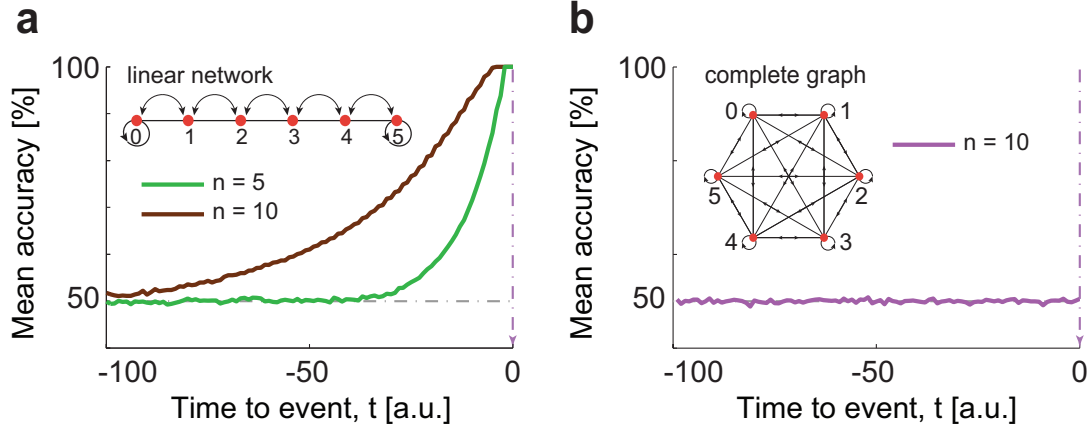 a
Mean accuracy [%]
100
50
linear network
0 1 2 3 4 5
n = 5
n = 10
-100 -50 0
Time to event, t [a.u.]
b
Mean accuracy [%]
100
50
complete graph
0 1
5 2
4 3
n = 10
-100 -50 0
Time to event, t [a.u.]